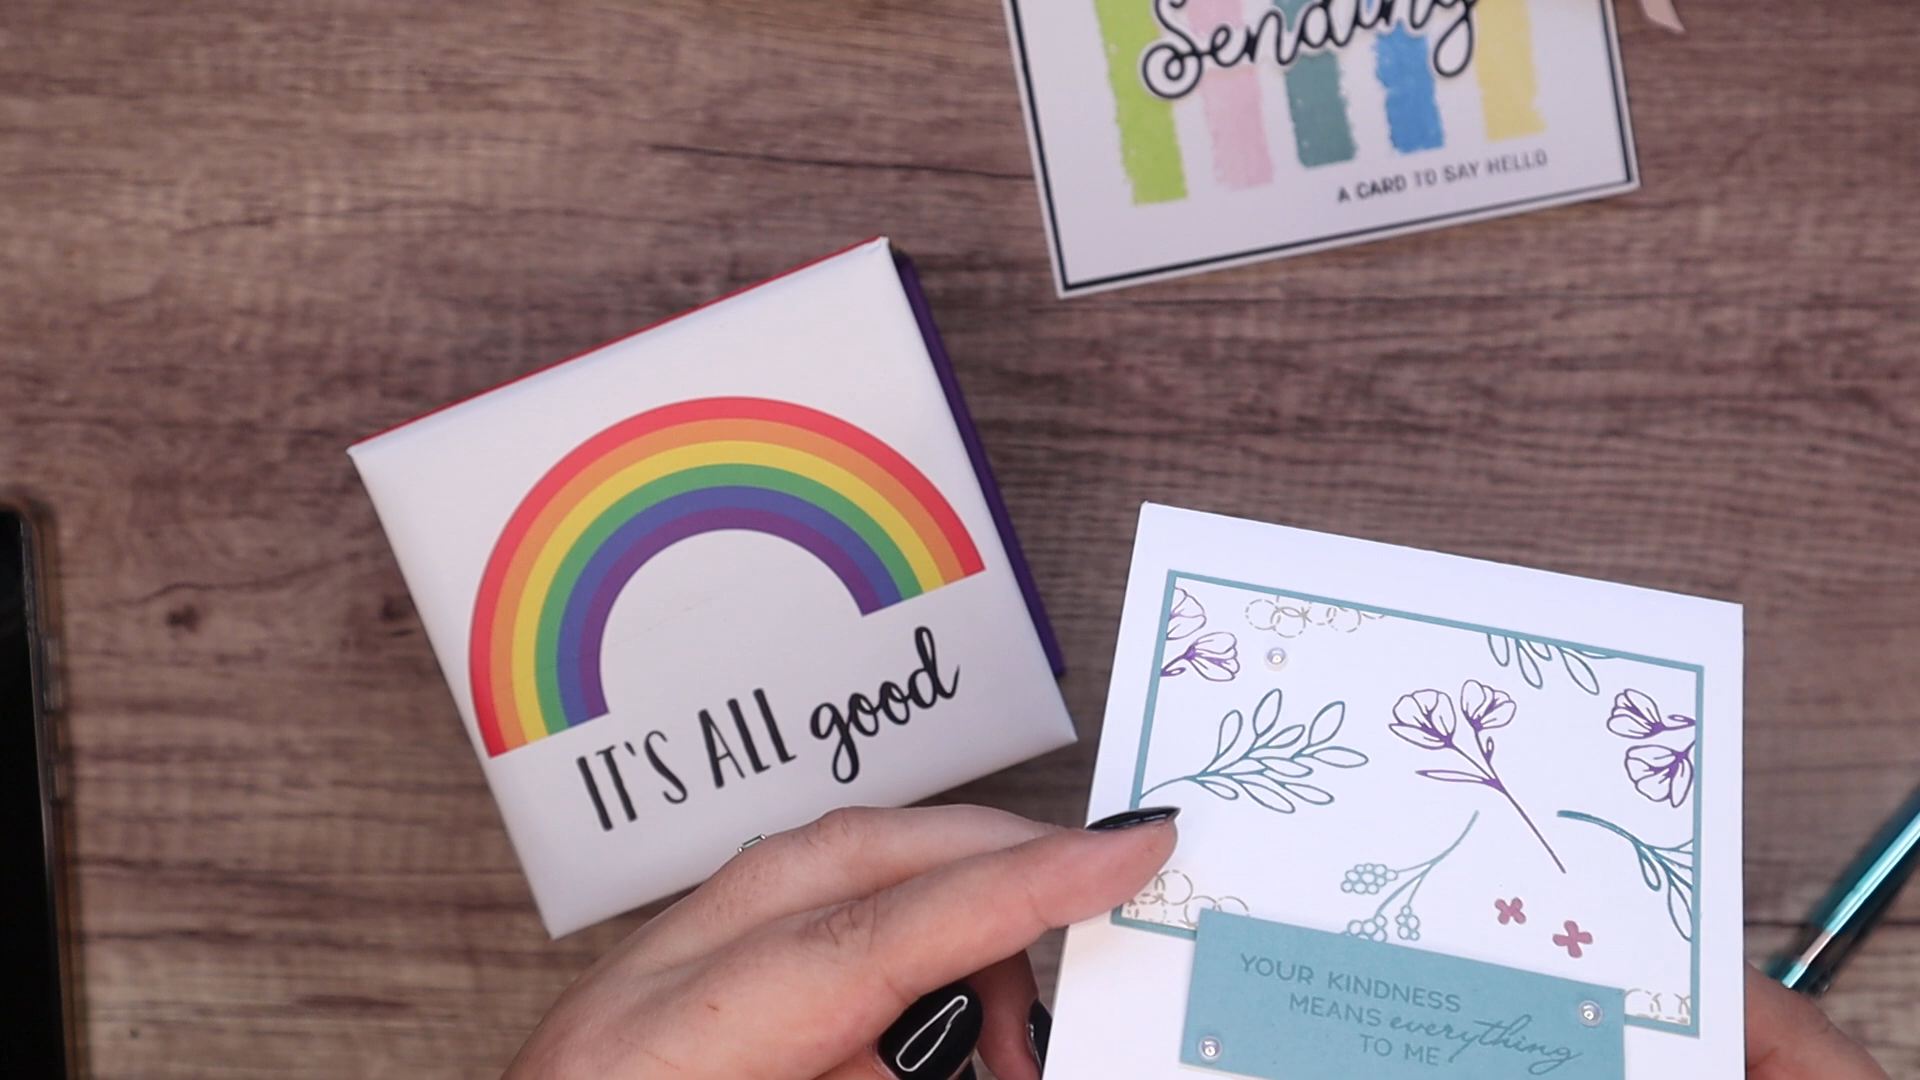 Sending
A CARD TO SAY HELLO
IT'S ALL good
YOUR KINDNESS
MEANS everything
TO ME